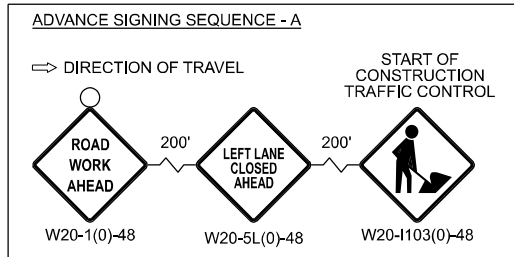 ADVANCE SIGNING SEQUENCE - A
DIRECTION OF TRAVEL
START OF
CONSTRUCTION
TRAFFIC CONTROL
ROAD
WORK
AHEAD
200'
LEFT LANE
CLOSED
AHEAD
200'
W20-1(0)-48
W20-5L(0)-48
W20-I103(0)-48